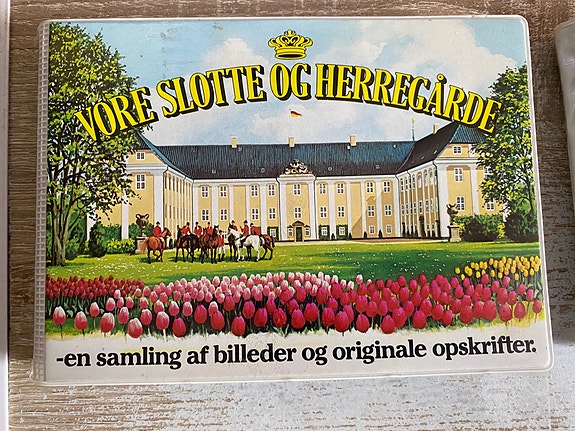 VORE SLOTTE OG HERREGÅRDE
-en samling af billeder og originale opskrifter.